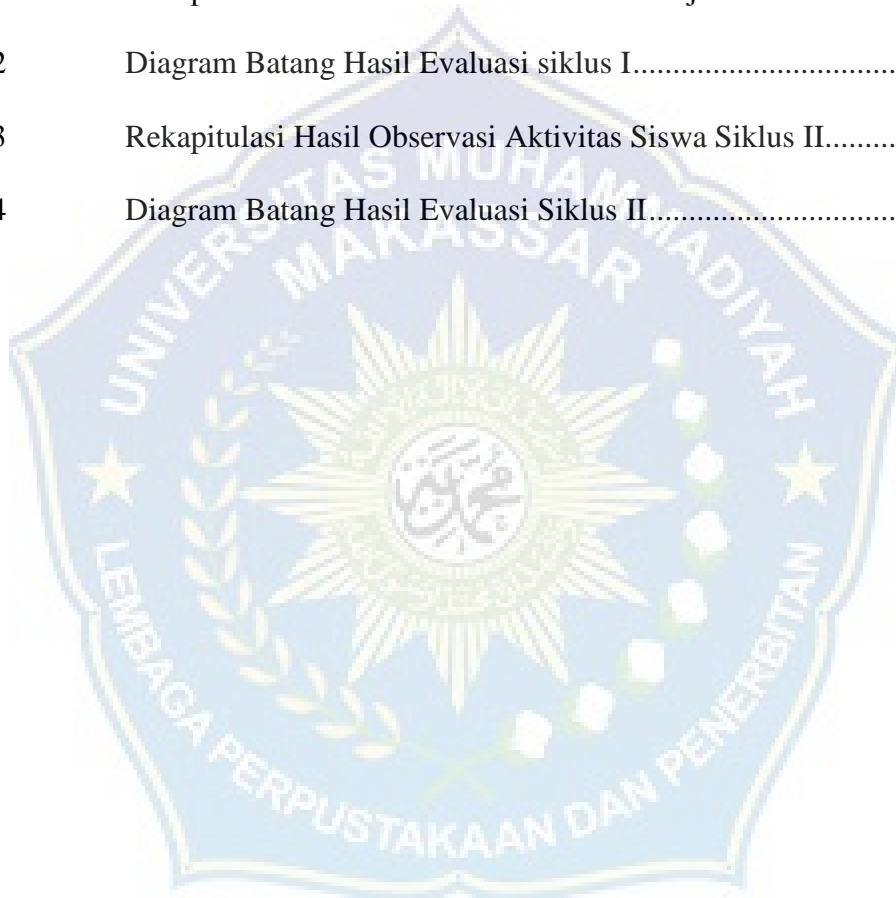 2 Diagram Batang Hasil Evaluasi siklus I................................
3 Rekapitulasi Hasil Observasi Aktivitas Siswa Siklus II.........
4 Diagram Batang Hasil Evaluasi Siklus II..............................
UNIVERSITAS MUHAMMADIYAH
MAKASSAR
LEMBAGA PERPUSTAKAAN DAN PENERBITAN